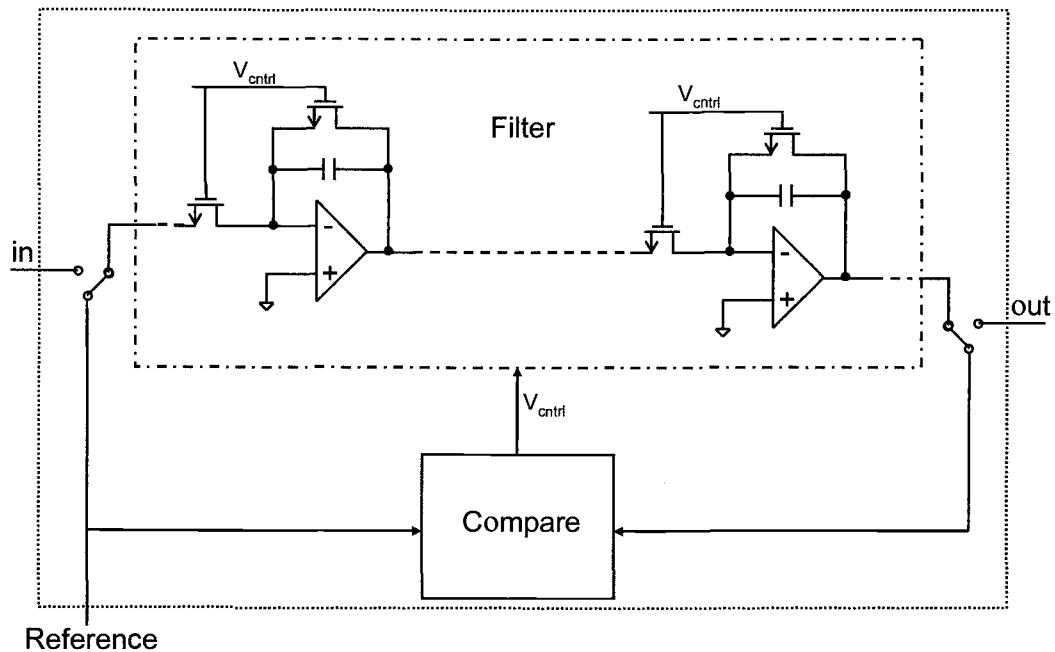 V_cntrl
V_cntrl
Filter
in
out
V_cntrl
Compare
Reference